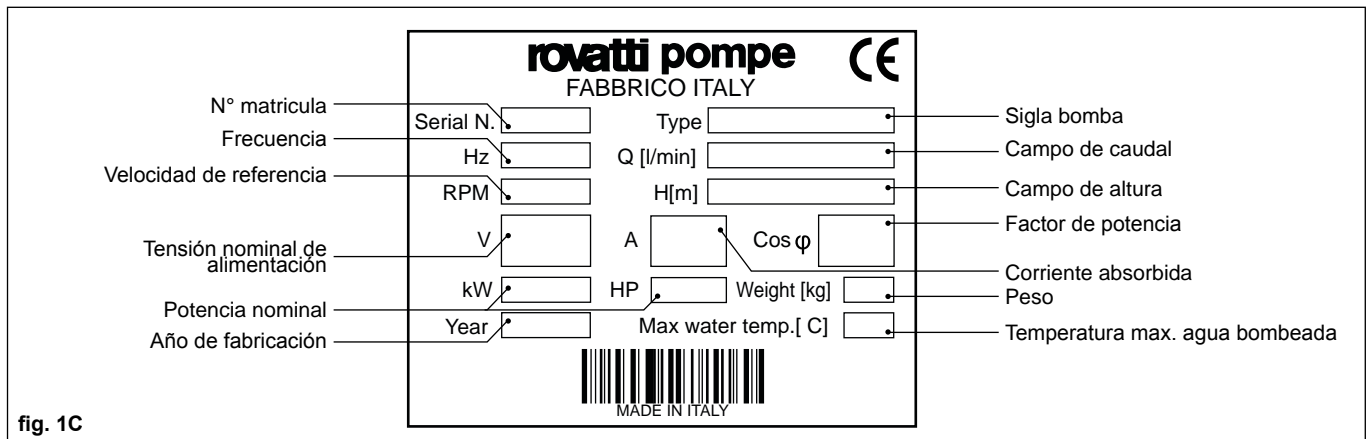 rovatti pompe CE
FABBRICO ITALY
N° matricula
Serial N.
Type
Sigla bomba
Frecuencia
Hz
Q [l/min]
Campo de caudal
Velocidad de referencia
RPM
H[m]
Campo de altura
V
A
Cos φ
Factor de potencia
Tensión nominal de
alimentación
Corriente absorbida
kW
HP
Weight [kg]
Peso
Potencia nominal
Year
Max water temp.[ C]
Año de fabricación
Temperatura max. agua bombeada
MADE IN ITALY
fig. 1C